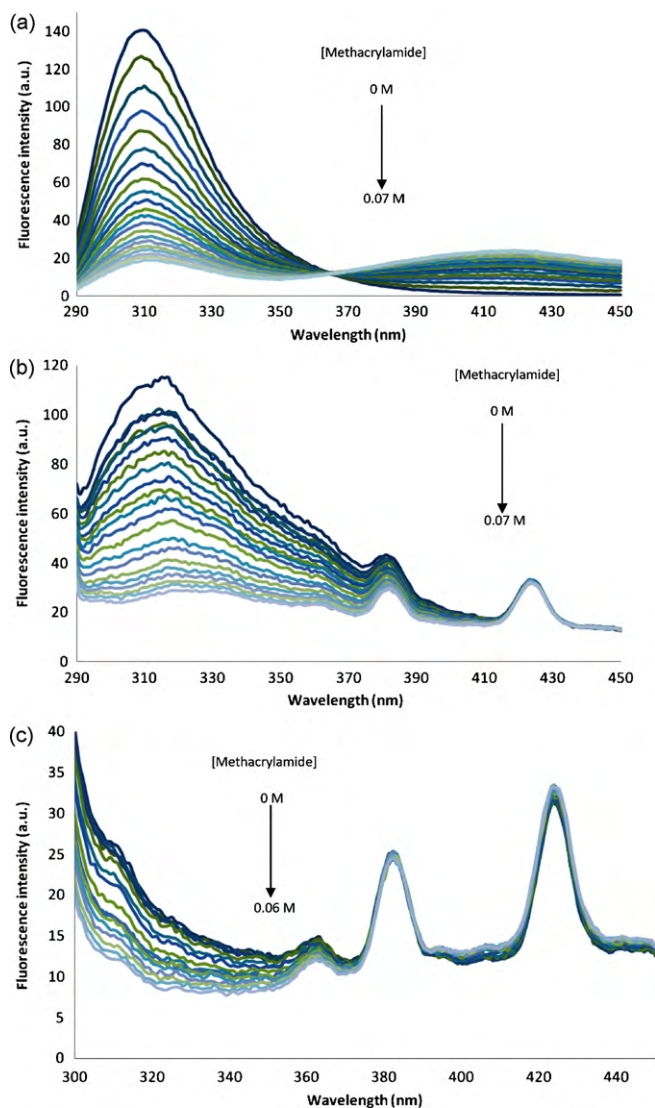 (a)
Fluorescence intensity (a.u.)
140
120
100
80
60
40
20
0
[Methacrylamide]
0 M
0.07 M
290 310 330 350 370 390 410 430 450
Wavelength (nm)
(b)
Fluorescence intensity (a.u.)
120
100
80
60
40
20
0
[Methacrylamide]
0 M
0.07 M
290 310 330 350 370 390 410 430 450
Wavelength (nm)
(c)
Fluorescence intensity (a.u.)
40
35
30
25
20
15
10
5
0
[Methacrylamide]
0 M
0.06 M
300 320 340 360 380 400 420 440
Wavelength (nm)